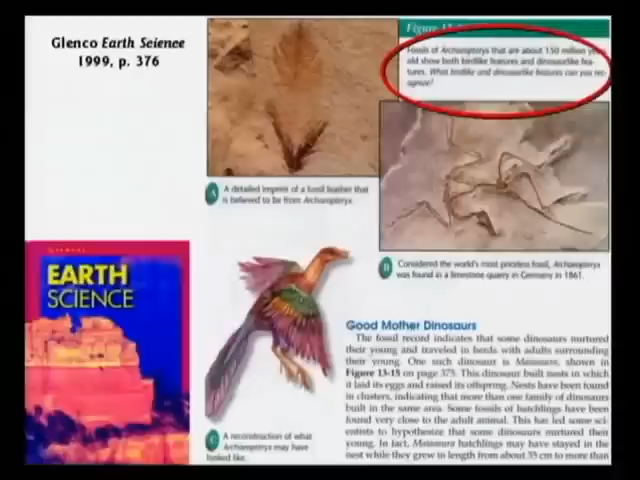 Glenco Earth Seienee
1999, p. 376
Fossils of Archaeopteryx that are about 150 million years
old show both birdlike features and dinosaurlike fea-
tures. What birdlike and dinosaurlike features can you rec-
ognize?
A A detailed imprint of a fossil feather that
is believed to be from Archaeopteryx.
B Considered the world's most priceless fossil, Archaeopteryx
was found in a limestone quarry in Germany in 1861.
EARTH
SCIENCE
C A reconstruction of what
Archaeopteryx may have
looked like.
Good Mother Dinosaurs
The fossil record indicates that some dinosaurs nurtured
their young and traveled in herds with adults surrounding
their young. One such dinosaur is Maiasaura, shown in
Figure 13-15 on page 375. This dinosaur built nests in which
it laid its eggs and raised its offspring. Nests have been found
in clusters, indicating that more than one family of dinosaurs
built in the same area. Some fossils of hatchlings have been
found very close to the adult animal. This has led some sci-
entists to hypothesize that some dinosaurs nurtured their
young. In fact, Maiasaura hatchlings may have stayed in the
nest while they grew in length from about 35 cm to more than